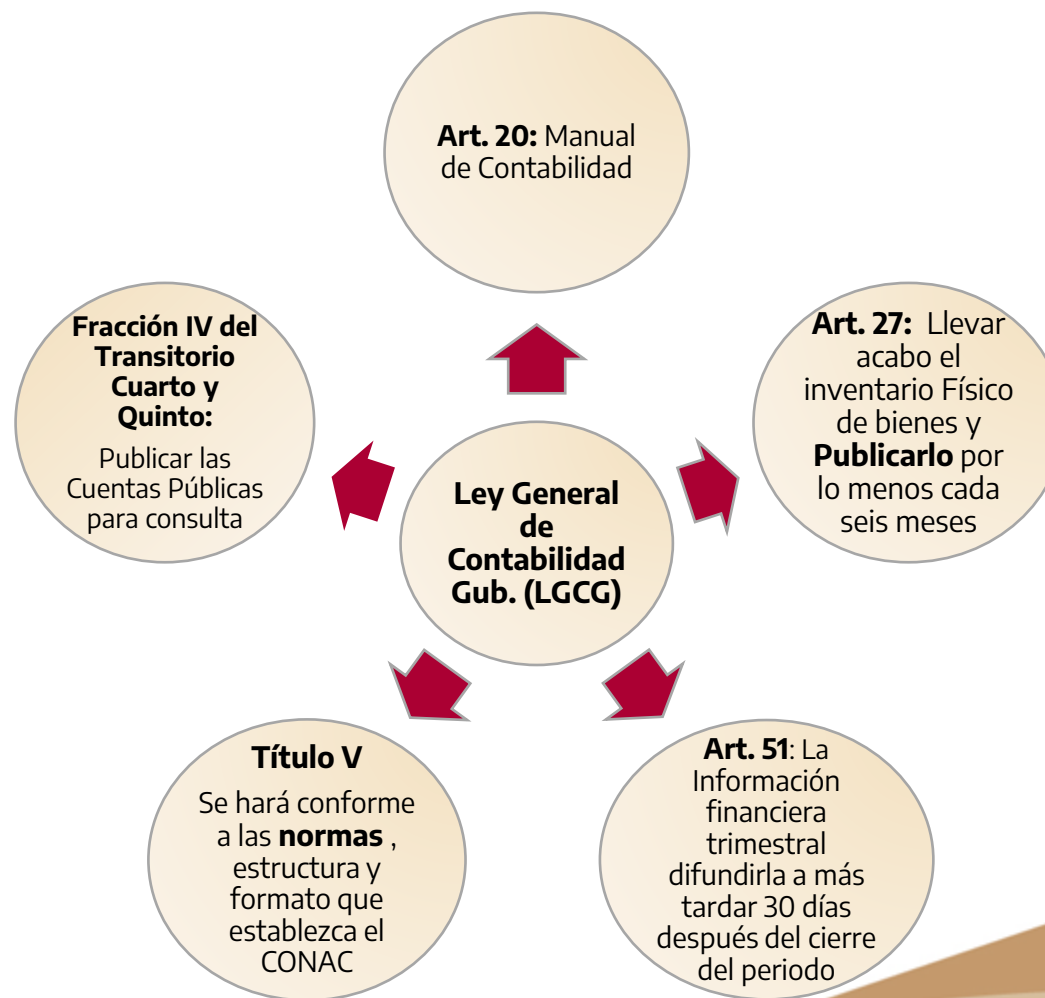 Art. 20: Manual
de Contabilidad
Fracción IV del
Transitorio
Cuarto y
Quinto:
Publicar las
Cuentas Públicas
para consulta
Art. 27: Llevar
acabo el
inventario Físico
de bienes y
Publicarlo por
lo menos cada
seis meses
Ley General
de
Contabilidad
Gub. (LGCG)
Título V
Se hará conforme
a las normas ,
estructura y
formato que
establezca el
CONAC
Art. 51: La
Información
financiera
trimestral
difundirla a más
tardar 30 días
después del cierre
del periodo